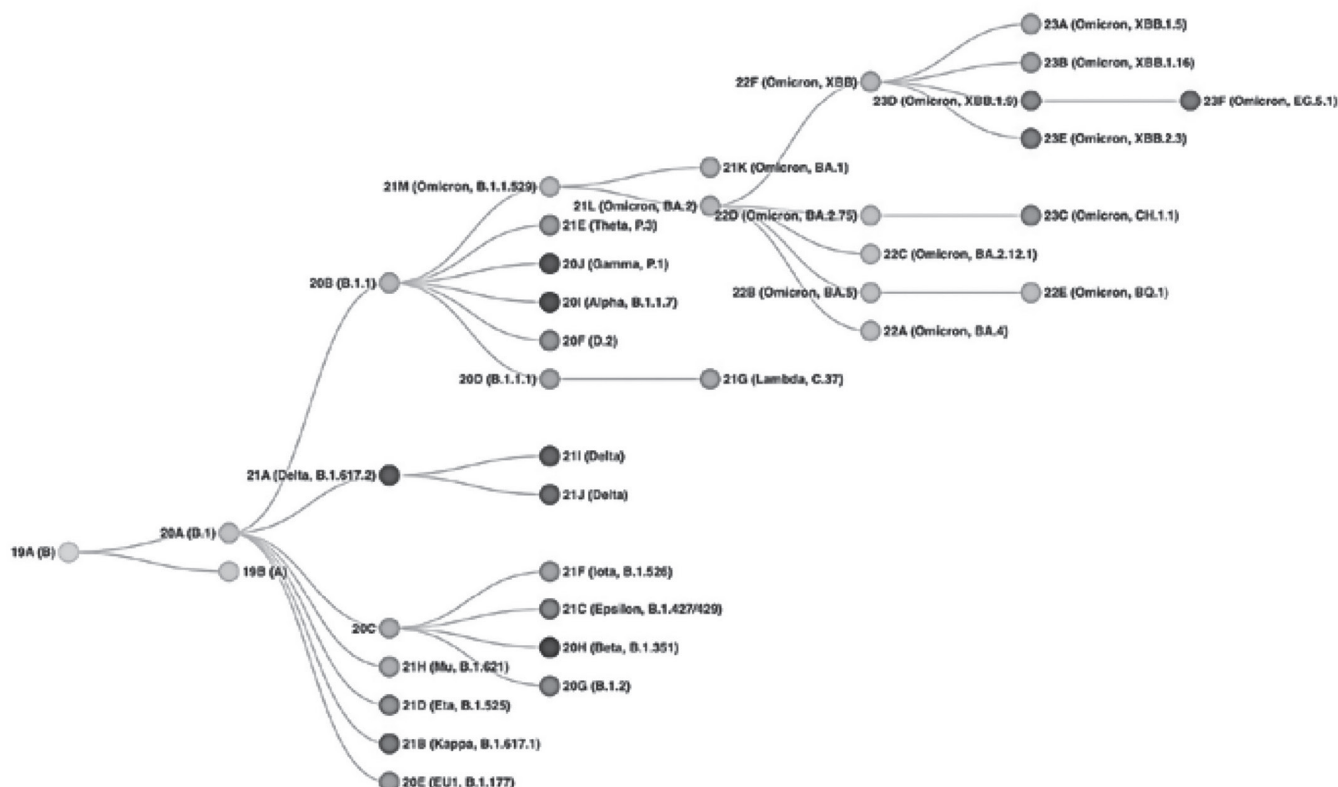 23A (Omicron, XBB.1.5)
23B (Omicron, XBB.1.16)
22F (Omicron, XBB)
23D (Omicron, XBB.1.9)
23F (Omicron, EG.5.1)
23E (Omicron, XBB.2.3)
21K (Omicron, BA.1)
21M (Omicron, B.1.1.529)
21L (Omicron, BA.2)
22D (Omicron, BA.2.75)
23C (Omicron, CH.1.1)
21E (Theta, P.3)
22C (Omicron, BA.2.12.1)
20J (Gamma, P.1)
20B (B.1.1)
22B (Omicron, BA.5)
22E (Omicron, BQ.1)
20I (Alpha, B.1.1.7)
22A (Omicron, BA.4)
20F (D.2)
20D (B.1.1.1)
21G (Lambda, C.37)
21I (Delta)
21A (Delta, B.1.617.2)
21J (Delta)
20A (B.1)
19A (B)
19B (A)
21F (Iota, B.1.526)
21C (Epsilon, B.1.427/429)
20C
20H (Beta, B.1.351)
21H (Mu, B.1.621)
20G (B.1.2)
21D (Eta, B.1.525)
21B (Kappa, B.1.617.1)
20E (EU1, B.1.177)